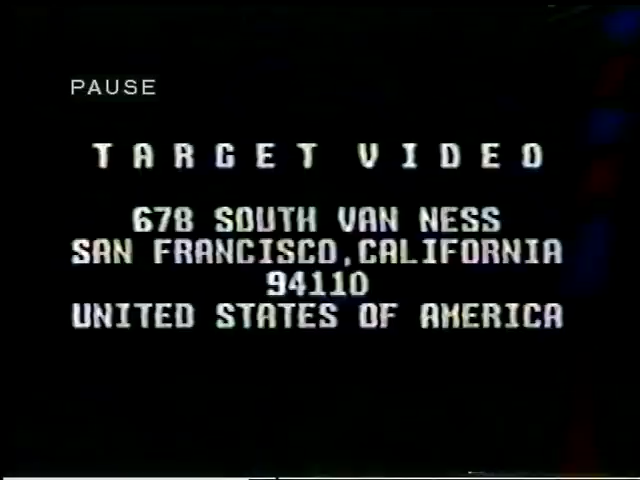 PAUSE
TARGET VIDEO
678 SOUTH VAN NESS
SAN FRANCISCO, CALIFORNIA
94110
UNITED STATES OF AMERICA